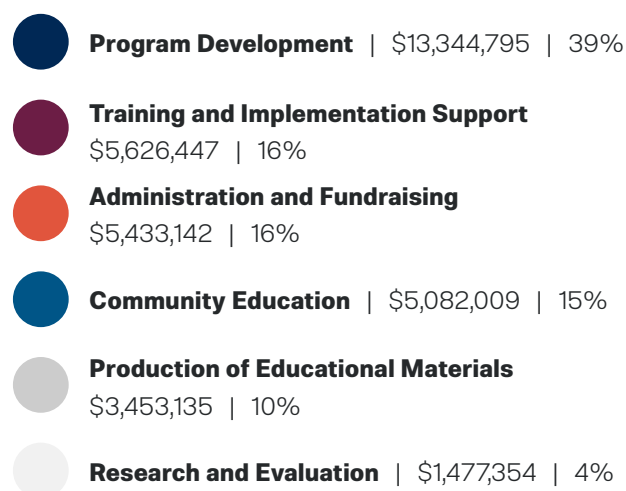 Program Development | $13,344,795 | 39%
Training and Implementation Support
$5,626,447 | 16%
Administration and Fundraising
$5,433,142 | 16%
Community Education | $5,082,009 | 15%
Production of Educational Materials
$3,453,135 | 10%
Research and Evaluation | $1,477,354 | 4%